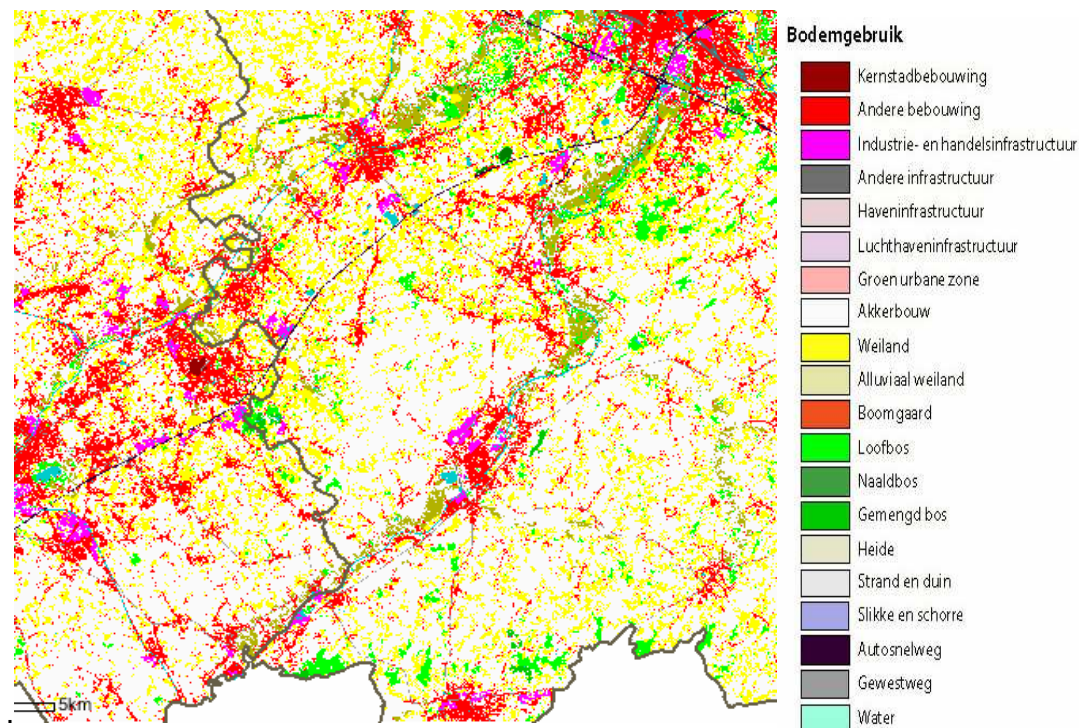 Bodemgebruik
Kernstadbebouwing
Andere bebouwing
Industrie- en handelsinfrastructuur
Andere infrastructuur
Haveninfrastructuur
Luchthaveninfrastructuur
Groen urbane zone
Akkerbouw
Weiland
Alluviaal weiland
Boomgaard
Loofbos
Naaldbos
Gemengd bos
Heide
Strand en duin
Slikke en schorre
Autosnelweg
Gewestweg
Water
5km